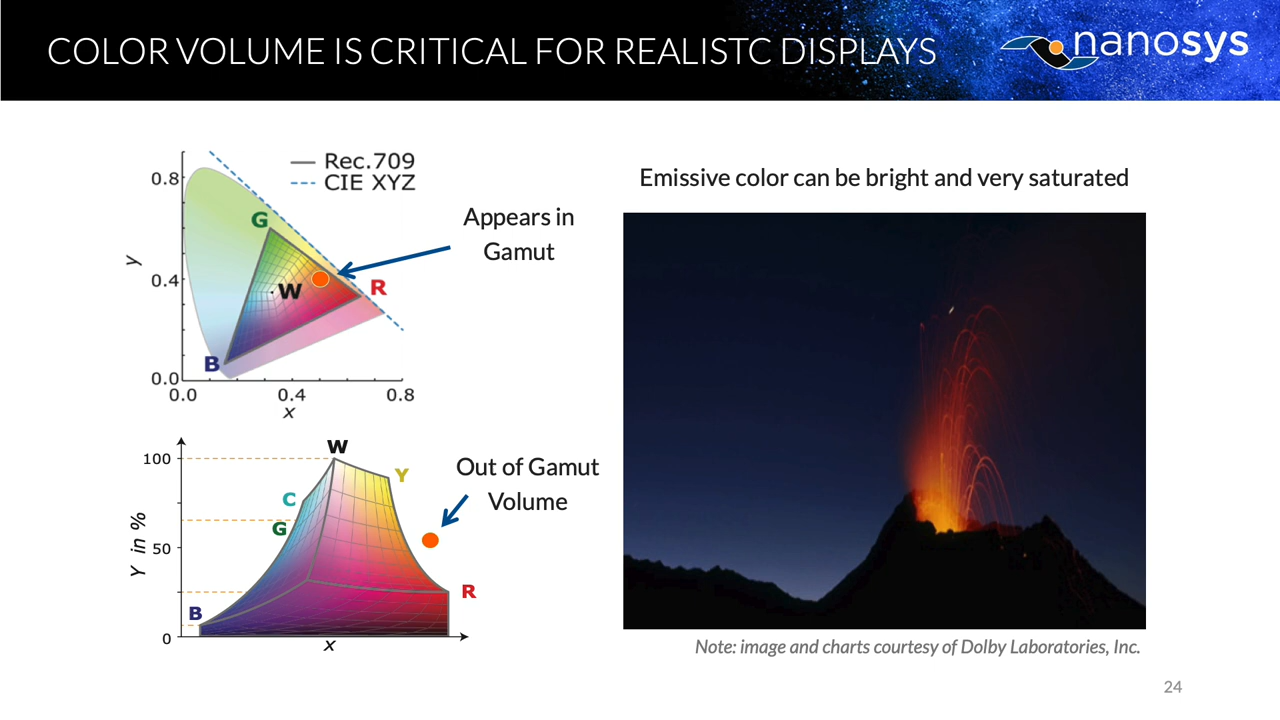 COLOR VOLUME IS CRITICAL FOR REALISTC DISPLAYS
nanosys
Rec.709
CIE XYZ
0.8
0.4
0.0
y
G
W
R
B
0.0
0.4
0.8
x
Appears in
Gamut
W
100
Y
C
G
50
Y in %
R
B
0
x
Out of Gamut
Volume
Emissive color can be bright and very saturated
Note: image and charts courtesy of Dolby Laboratories, Inc.
24